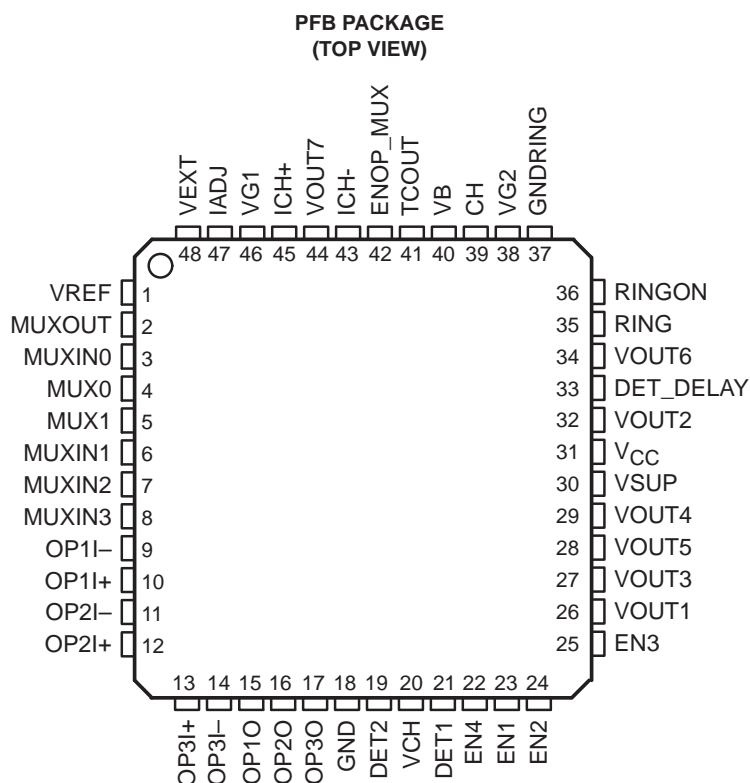 PFB PACKAGE
(TOP VIEW)
VEXT
IADJ
VG1
ICH+
VOUT7
ICH-
ENOP_MUX
TCOUT
VB
CH
VG2
GNDRING
48 47 46 45 44 43 42 41 40 39 38 37
VREF 1
MUXOUT 2
MUXIN0 3
MUX0 4
MUX1 5
MUXIN1 6
MUXIN2 7
MUXIN3 8
OP1I– 9
OP1I+ 10
OP2I– 11
OP2I+ 12
36 RINGON
35 RING
34 VOUT6
33 DET_DELAY
32 VOUT2
31 VCC
30 VSUP
29 VOUT4
28 VOUT5
27 VOUT3
26 VOUT1
25 EN3
13 14 15 16 17 18 19 20 21 22 23 24
OP3I+
OP3I–
OP1O
OP2O
OP3O
GND
DET2
VCH
DET1
EN4
EN1
EN2